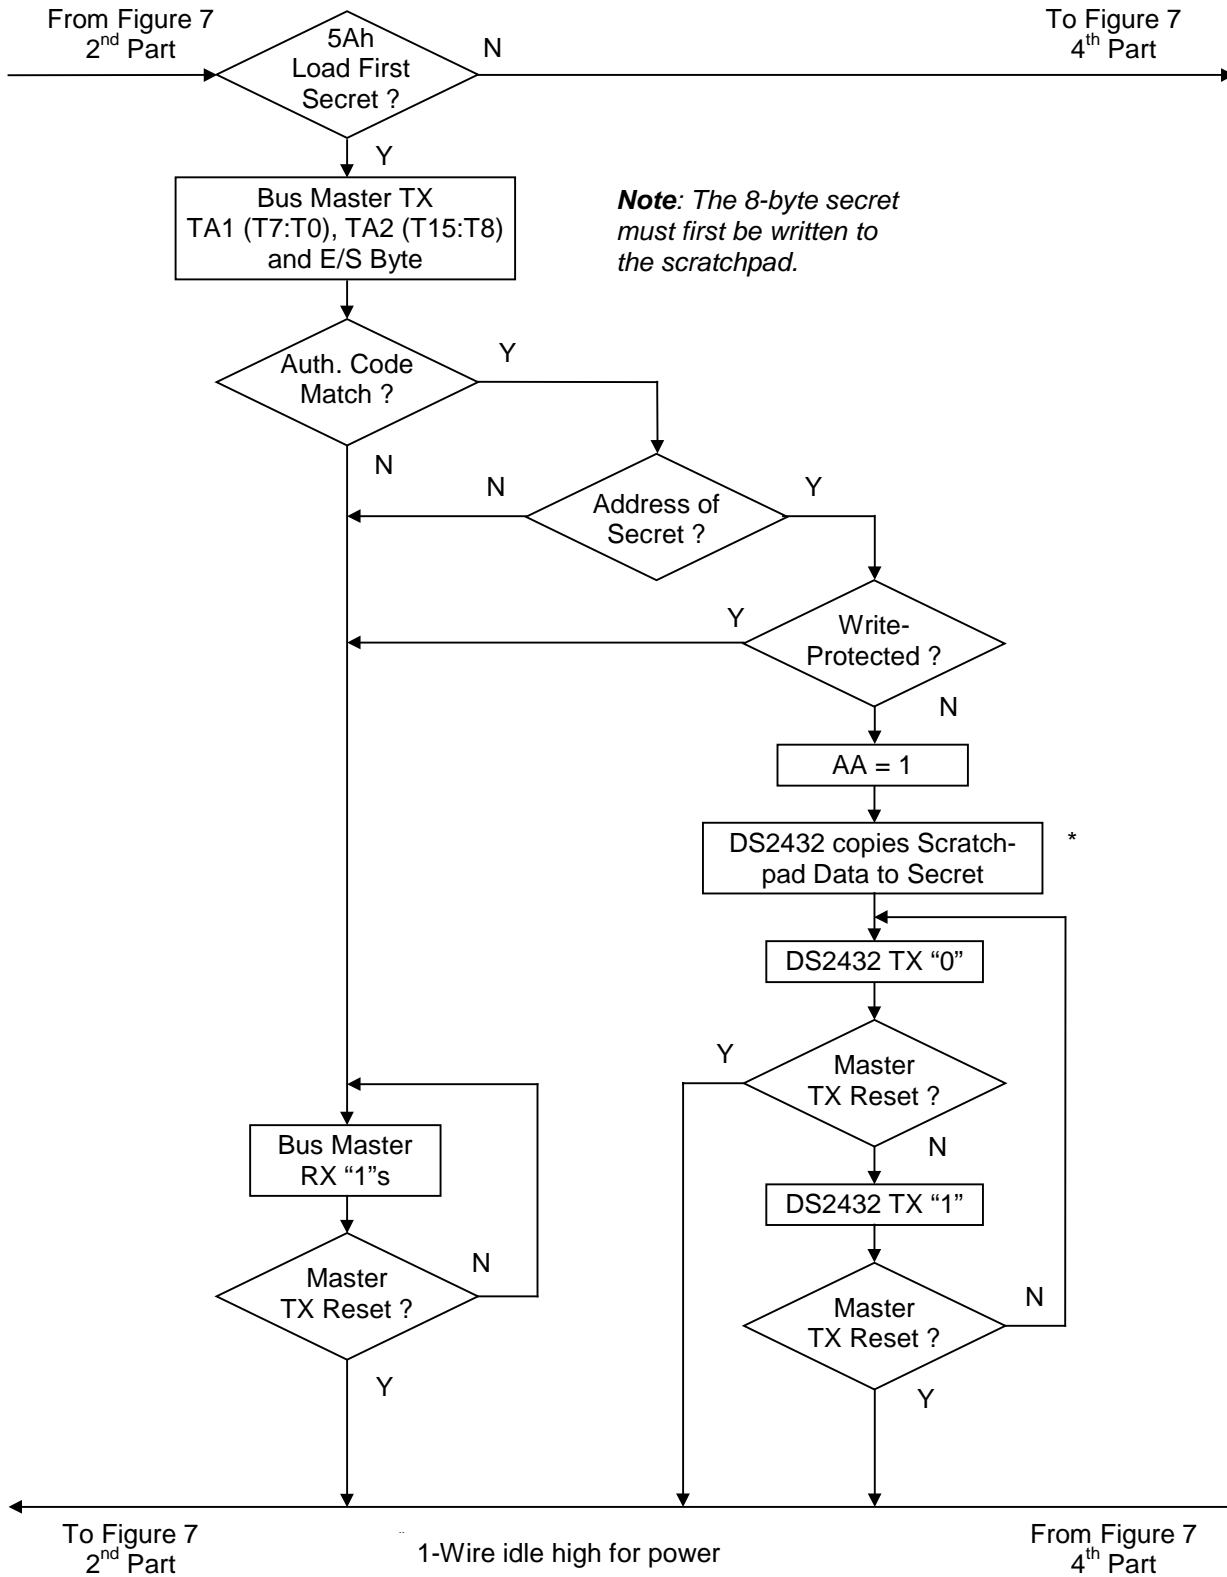 From Figure 7
2nd Part
To Figure 7
4th Part
5Ah
Load First
Secret ?
N
Y
Bus Master TX
TA1 (T7:T0), TA2 (T15:T8)
and E/S Byte
Note: The 8-byte secret
must first be written to
the scratchpad.
Auth. Code
Match ?
Y
N
Address of
Secret ?
N
Y
Write-
Protected ?
Y
N
AA = 1
DS2432 copies Scratch-
pad Data to Secret
*
DS2432 TX “0”
Master
TX Reset ?
Y
N
Bus Master
RX “1”s
DS2432 TX “1”
Master
TX Reset ?
N
Y
Master
TX Reset ?
N
Y
To Figure 7
2nd Part
1-Wire idle high for power
From Figure 7
4th Part